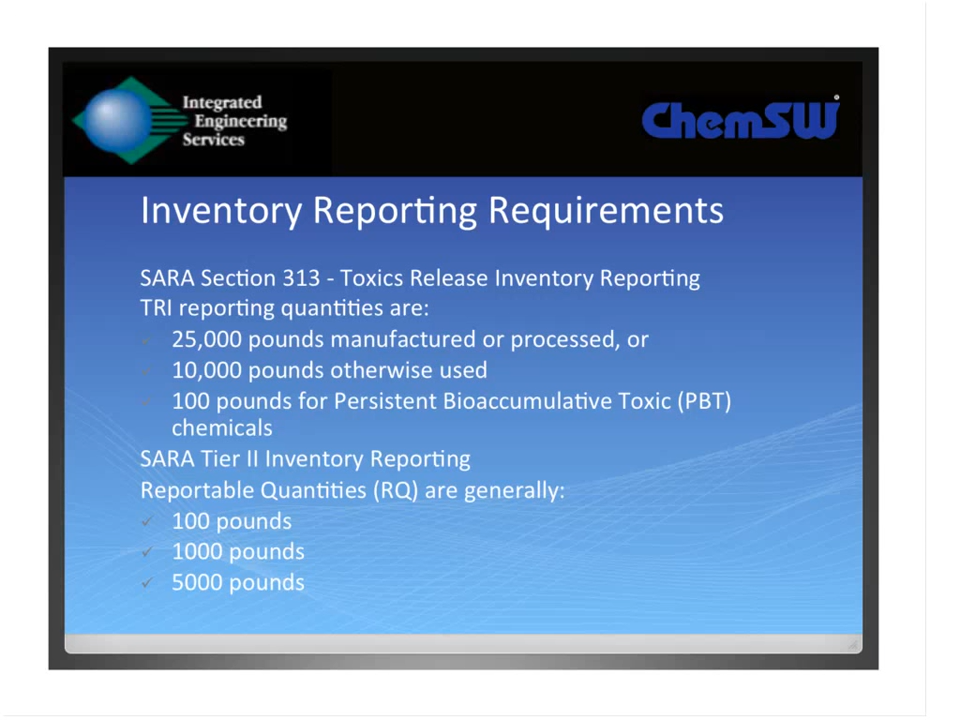 Integrated
Engineering
Services
ChemSW®
Inventory Reporting Requirements
SARA Section 313 - Toxics Release Inventory Reporting
TRI reporting quantities are:
25,000 pounds manufactured or processed, or
10,000 pounds otherwise used
100 pounds for Persistent Bioaccumulative Toxic (PBT)
chemicals
SARA Tier II Inventory Reporting
Reportable Quantities (RQ) are generally:
✓ 100 pounds
✓ 1000 pounds
✓ 5000 pounds